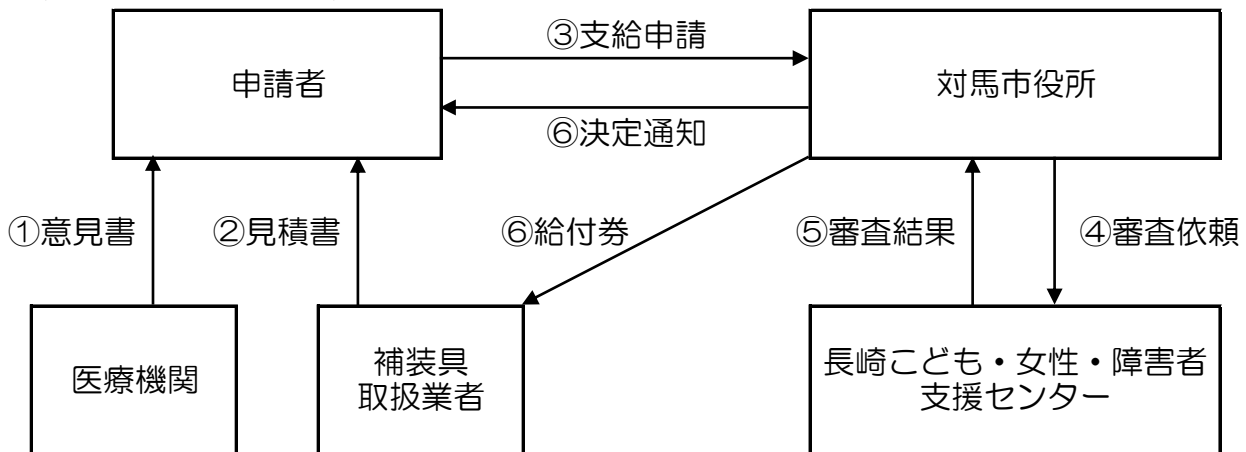 ③支給申請
申請者
対馬市役所
⑥決定通知
①意見書
②見積書
⑥給付券
⑤審査結果
④審査依頼
医療機関
補装具
取扱業者
長崎こども・女性・障害者
支援センター